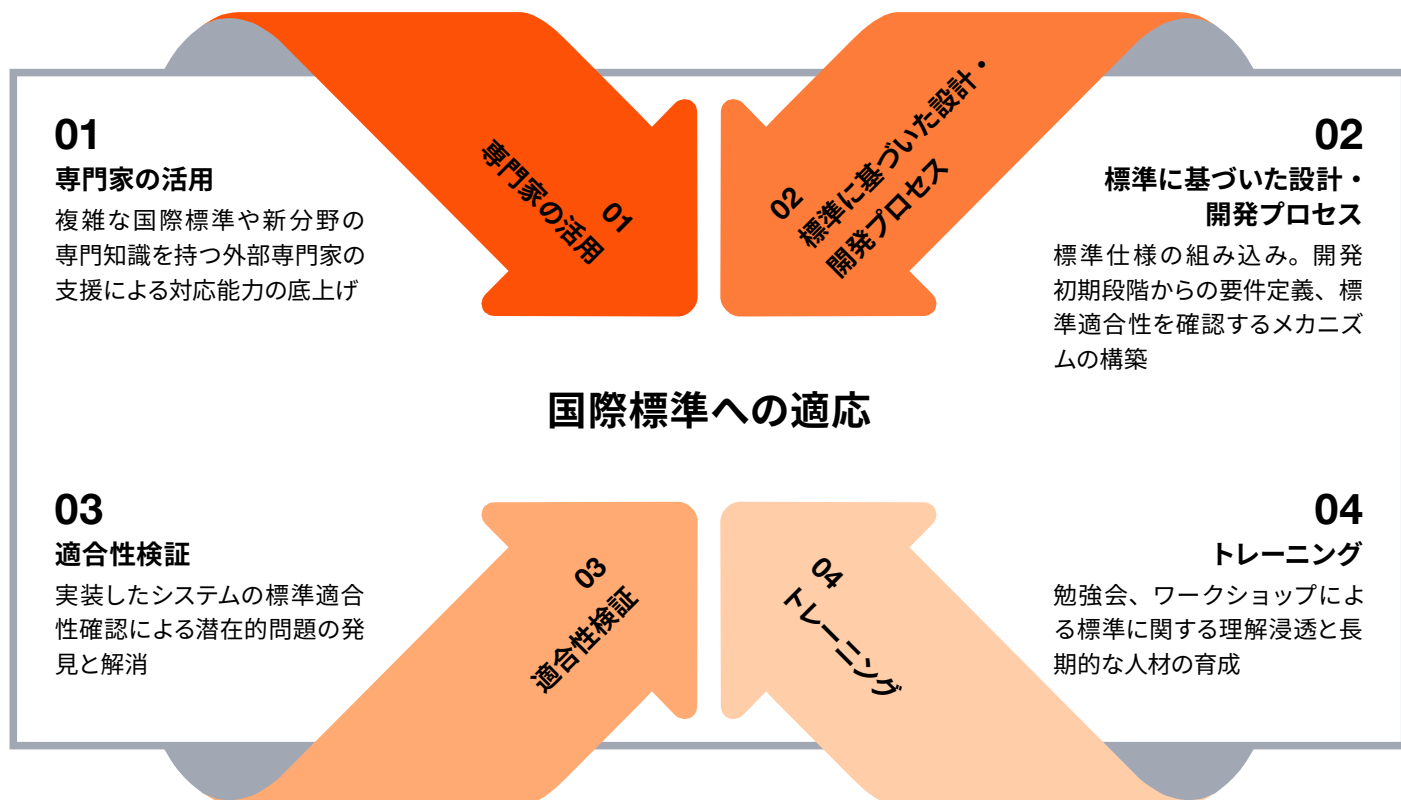 01
専門家の活用
複雑な国際標準や新分野の
専門知識を持つ外部専門家の
支援による対応能力の底上げ
01
専門家の活用
02
標準に基づいた設計・
開発プロセス
02
標準に基づいた設計・
開発プロセス
標準仕様の組み込み。開発
初期段階からの要件定義、標
準適合性を確認するメカニズ
ムの構築
国際標準への適応
03
適合性検証
実装したシステムの標準適合
性確認による潜在的問題の発
見と解消
03
適合性検証
04
トレーニング
04
トレーニング
勉強会、ワークショップによ
る標準に関する理解浸透と長
期的な人材の育成